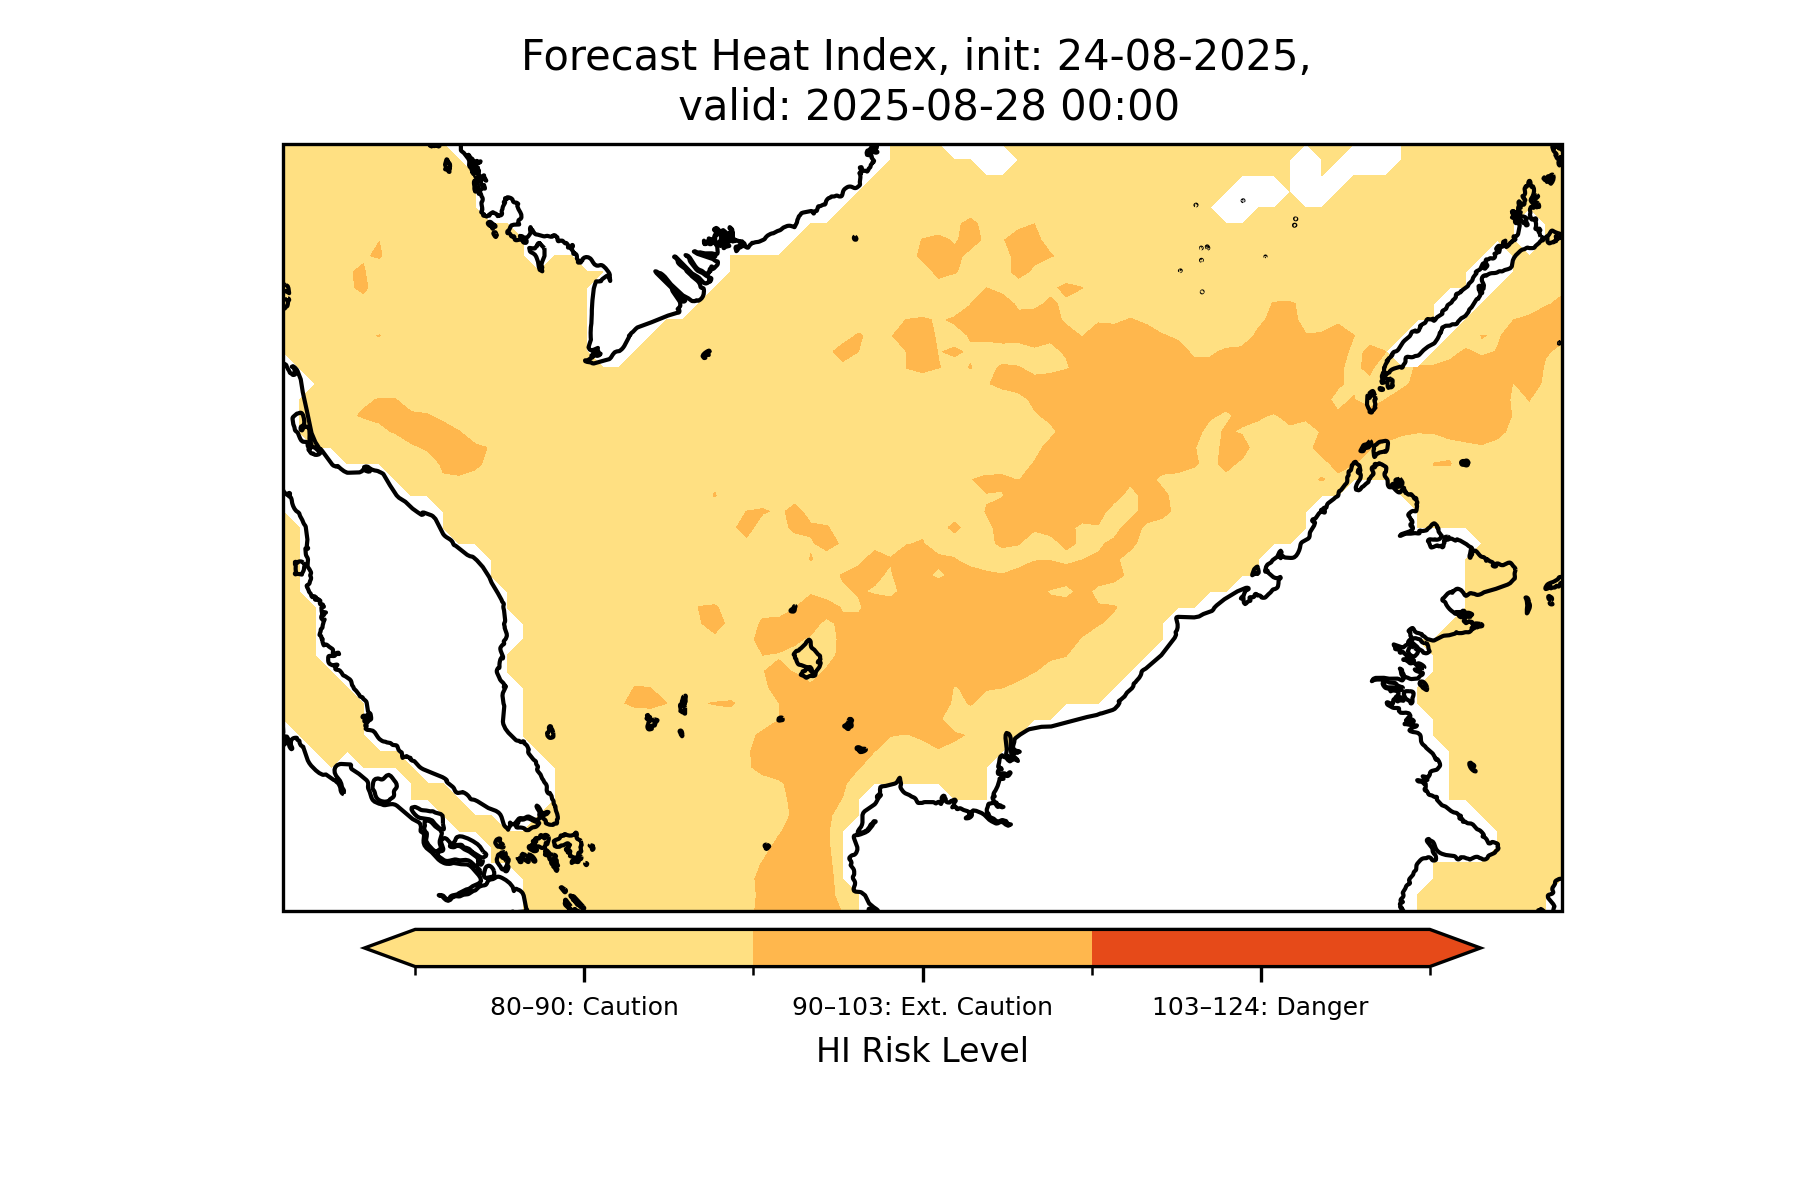 Forecast Heat Index, init: 24-08-2025,
valid: 2025-08-28 00:00
80–90: Caution
90–103: Ext. Caution
103–124: Danger
HI Risk Level